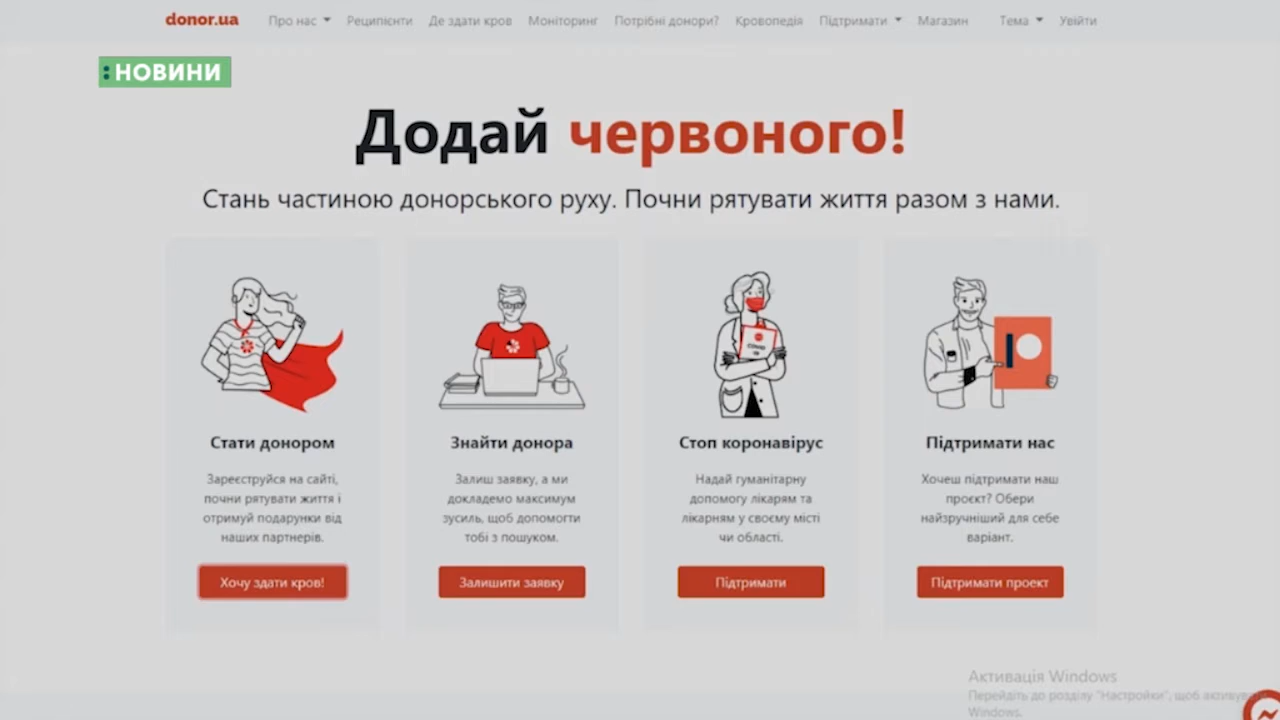 donor.ua Про нас Реципієнти Де здати кров Моніторинг Потрібні донори? Кровопедія Підтримати Магазин Тема Увійти
:НОВИНИ
Додай червоного!
Стань частиною донорського руху. Почни рятувати життя разом з нами.
COVID
19
Стати донором
Зареєструйся на сайті,
почни рятувати життя і
отримуй подарунки від
наших партнерів.
Хочу здати кров!
Знайти донора
Залиш заявку, а ми
докладемо максимум
зусиль, щоб допомогти
тобі з пошуком.
Залишити заявку
Стоп коронавірус
Надай гуманітарну
допомогу лікарям та
лікарням у своєму місті
чи області.
Підтримати
Підтримати нас
Хочеш підтримати наш
проєкт? Обери
найзручніший для себе
варіант.
Підтримати проект
Активація Windows
Перейдіть до розділу "Настройки", щоб активувати
Windows.